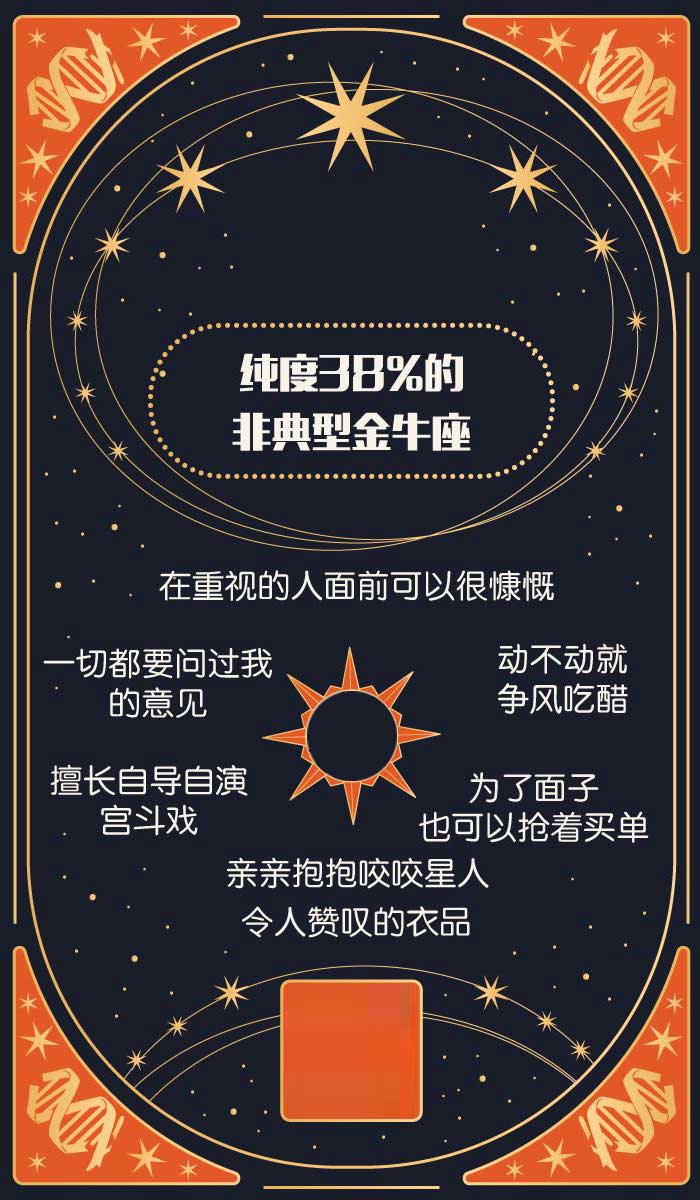 纯度38%的
非典型金牛座
在重视的人面前可以很慷慨
一切都要问过我
的意见
动不动就
争风吃醋
擅长自导自演
宫斗戏
为了面子
也可以抢着买单
亲亲抱抱咬咬星人
令人赞叹的衣品